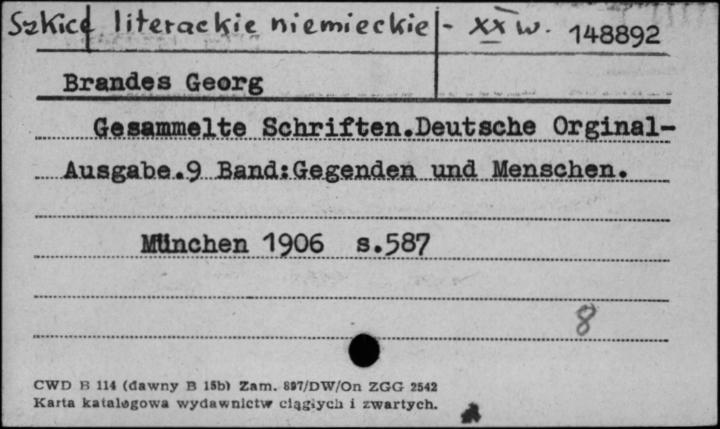 Szkice literackie niemieckie - XX w. 148892
Brandes Georg
Gesammelte Schriften.Deutsche Orginal-
Ausgabe.9 Band:Gegenden und Menschen.
München 1906 s.587
8
CWD B 114 (dawny B 15b) Zam. 897/DW/On ZGG 2542
Karta katalogowa wydawnictw ciągłych i zwartych.